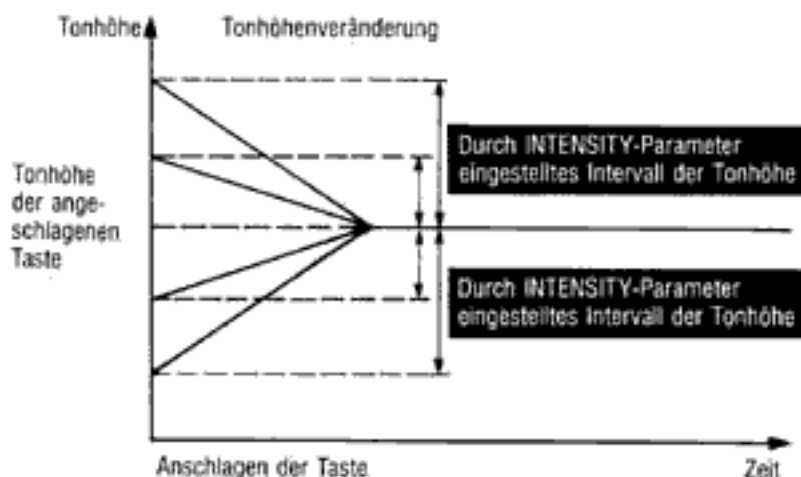 Tonhöhe
Tonhöhenveränderung
Durch INTENSITY-Parameter
eingestelltes Intervall der Tonhöhe
Tonhöhe
der ange-
schlagenen
Taste
Durch INTENSITY-Parameter
eingestelltes Intervall der Tonhöhe
Anschlagen der Taste
Zeit